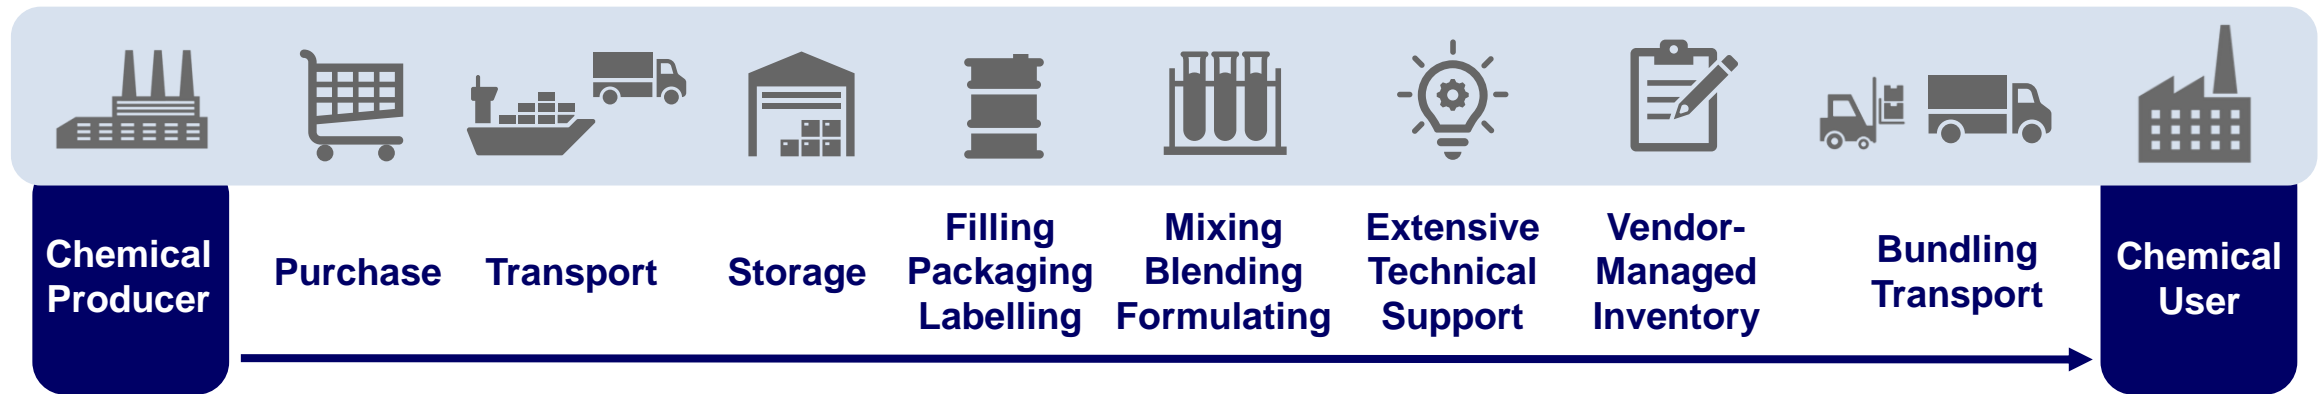 Chemical
Producer
Purchase
Transport
Storage
Filling
Packaging
Labelling
Mixing
Blending
Formulating
Extensive
Technical
Support
Vendor-
Managed
Inventory
Bundling
Transport
Chemical
User